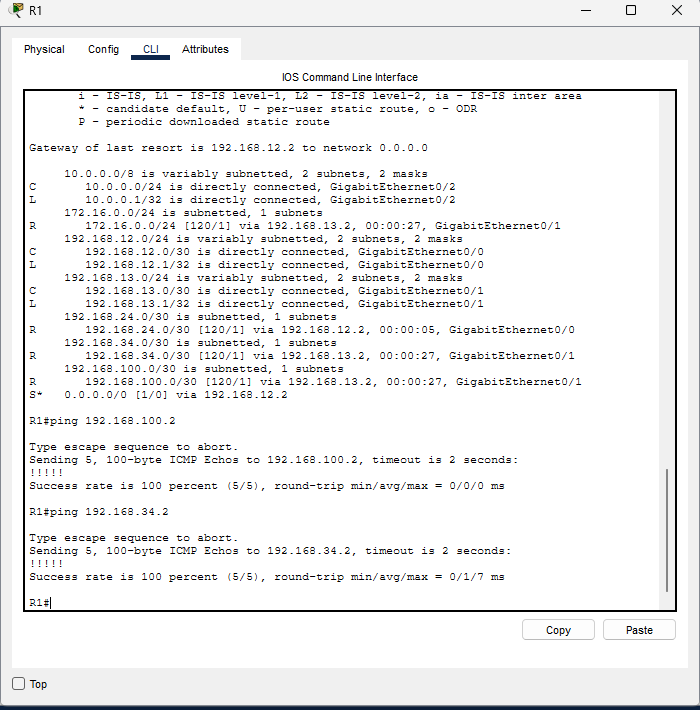 R1
Physical Config CLI Attributes
IOS Command Line Interface
i - IS-IS, L1 - IS-IS level-1, L2 - IS-IS level-2, ia - IS-IS inter area
* - candidate default, U - per-user static route, o - ODR
P - periodic downloaded static route
Gateway of last resort is 192.168.12.2 to network 0.0.0.0
10.0.0.0/8 is variably subnetted, 2 subnets, 2 masks
C 10.0.0.0/24 is directly connected, GigabitEthernet0/2
L 10.0.0.1/32 is directly connected, GigabitEthernet0/2
172.16.0.0/24 is subnetted, 1 subnets
R 172.16.0.0/24 [120/1] via 192.168.13.2, 00:00:27, GigabitEthernet0/1
192.168.12.0/24 is variably subnetted, 2 subnets, 2 masks
C 192.168.12.0/30 is directly connected, GigabitEthernet0/0
L 192.168.12.1/32 is directly connected, GigabitEthernet0/0
192.168.13.0/24 is variably subnetted, 2 subnets, 2 masks
C 192.168.13.0/30 is directly connected, GigabitEthernet0/1
L 192.168.13.1/32 is directly connected, GigabitEthernet0/1
192.168.24.0/30 is subnetted, 1 subnets
R 192.168.24.0/30 [120/1] via 192.168.12.2, 00:00:05, GigabitEthernet0/0
192.168.34.0/30 is subnetted, 1 subnets
R 192.168.34.0/30 [120/1] via 192.168.13.2, 00:00:27, GigabitEthernet0/1
192.168.100.0/30 is subnetted, 1 subnets
R 192.168.100.0/30 [120/1] via 192.168.13.2, 00:00:27, GigabitEthernet0/1
S* 0.0.0.0/0 [1/0] via 192.168.12.2
R1#ping 192.168.100.2
Type escape sequence to abort.
Sending 5, 100-byte ICMP Echos to 192.168.100.2, timeout is 2 seconds:
!!!!!
Success rate is 100 percent (5/5), round-trip min/avg/max = 0/0/0 ms
R1#ping 192.168.34.2
Type escape sequence to abort.
Sending 5, 100-byte ICMP Echos to 192.168.34.2, timeout is 2 seconds:
!!!!!
Success rate is 100 percent (5/5), round-trip min/avg/max = 0/1/7 ms
R1#
Copy Paste
Top